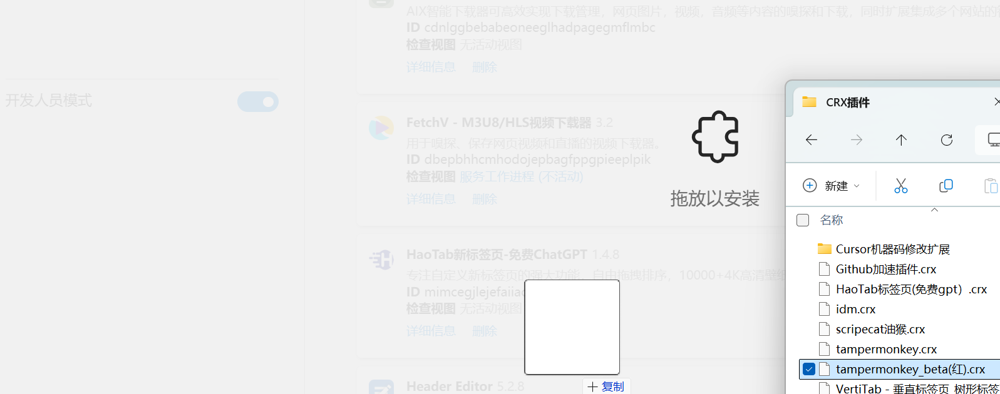 AIX智能下载器可高效实现下载管理，网页图片，视频，音频等内容的嗅探和下载，同时扩展集成多个网站的
ID cdnlggbebabeoneeglhadpagegmflmbc
检查视图 无活动视图
详细信息 删除
开发人员模式
FetchV - M3U8/HLS视频下载器 3.2
用于嗅探、保存网页视频和直播的视频下载器。
ID dbepbhhcmhodojepbagfppgpieeplpik
检查视图 服务工作进程 (不活动)
详细信息 删除
HaoTab新标签页-免费ChatGPT 1.4.8
专注自定义新标签页的强大功能，自由拖拽排序，10000+4K高清壁纸
ID mimcegjlejefaiiac
检查视图 无活动视图
详细信息 删除
Header Editor 5.2.8
拖放以安装
+ 复制
CRX插件
新建
名称
Cursor机器码修改扩展
Github加速插件.crx
HaoTab标签页(免费gpt）.crx
idm.crx
scripecat油猴.crx
tampermonkey.crx
tampermonkey_beta(红).crx
VertiTab - 垂直标签页 树形标签